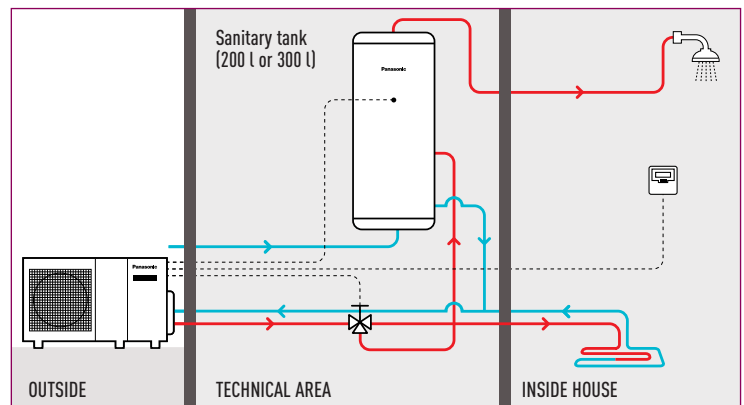 Sanitary tank
(200 l or 300 l)
Panasonic
Panasonic
OUTSIDE
TECHNICAL AREA
INSIDE HOUSE